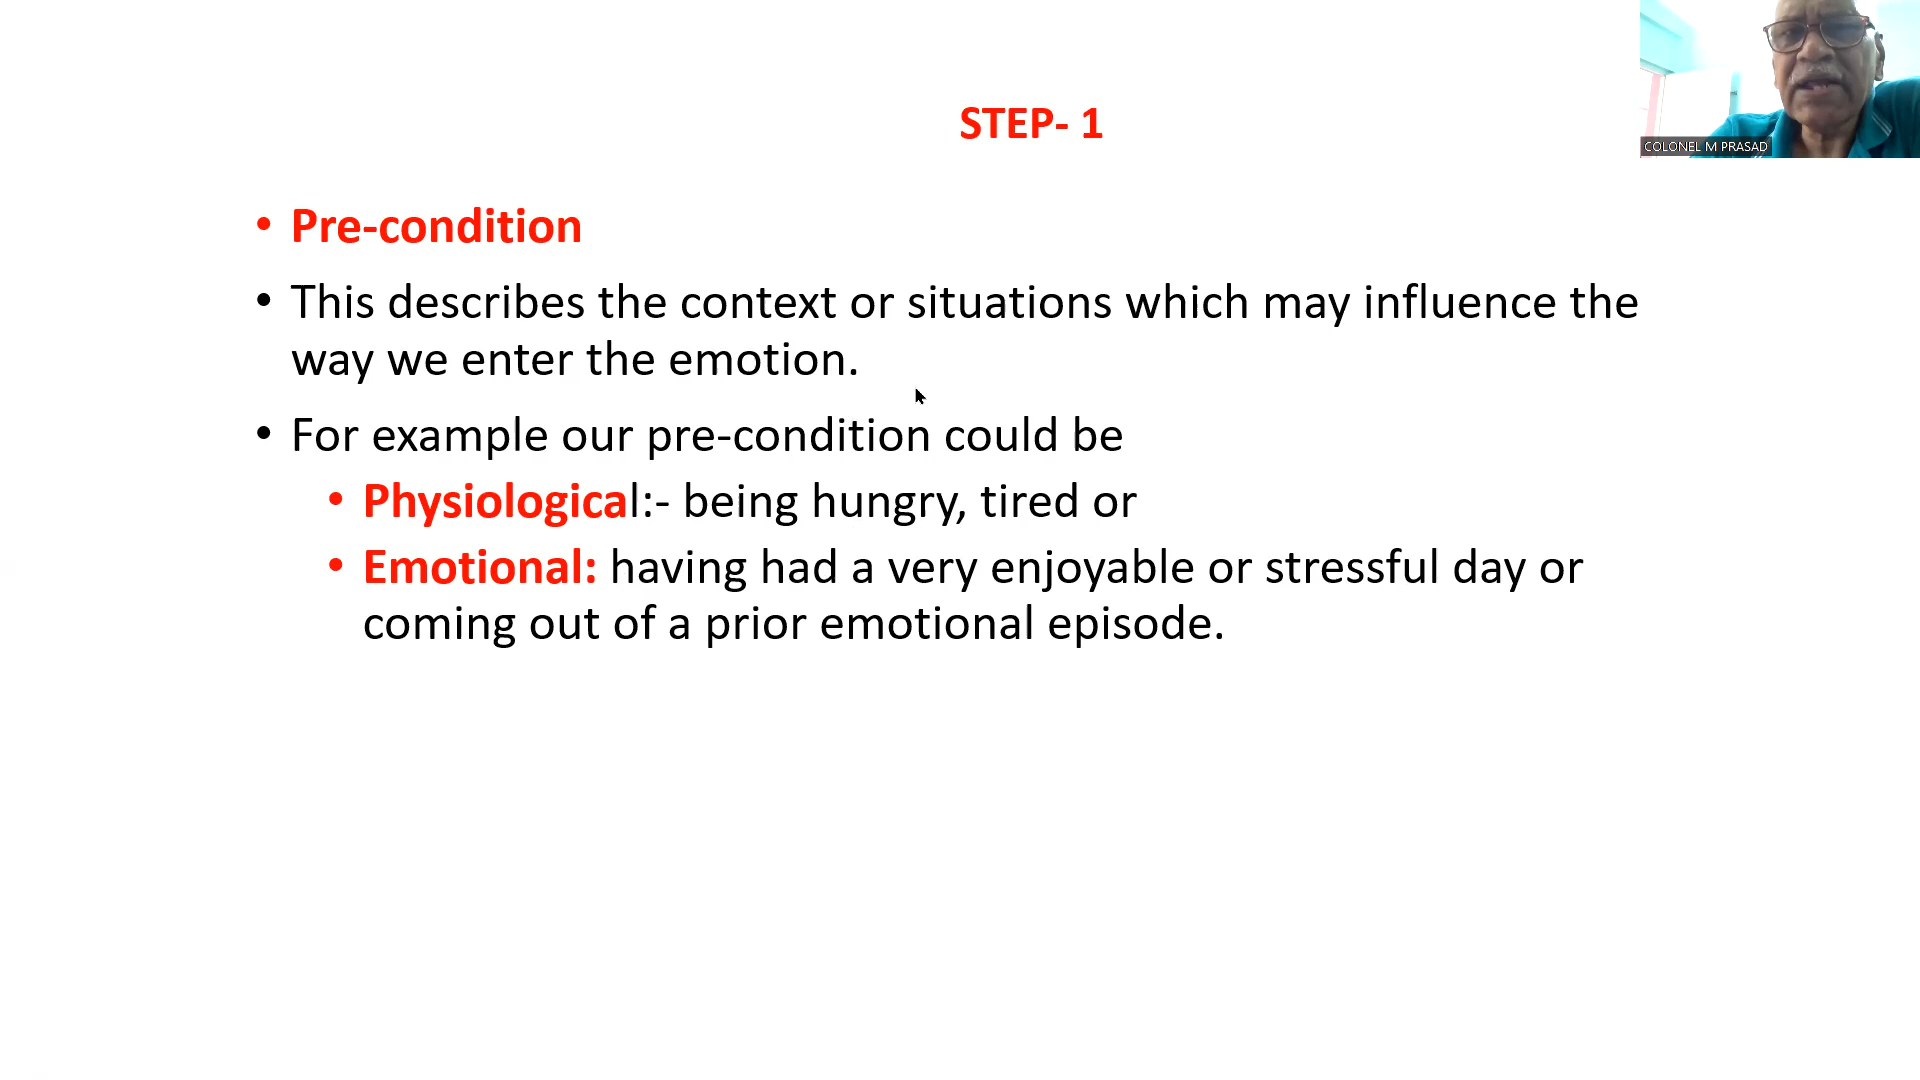 STEP- 1
COLONEL M PRASAD
• Pre-condition
• This describes the context or situations which may influence the
way we enter the emotion.
• For example our pre-condition could be
• Physiological:- being hungry, tired or
• Emotional: having had a very enjoyable or stressful day or
coming out of a prior emotional episode.